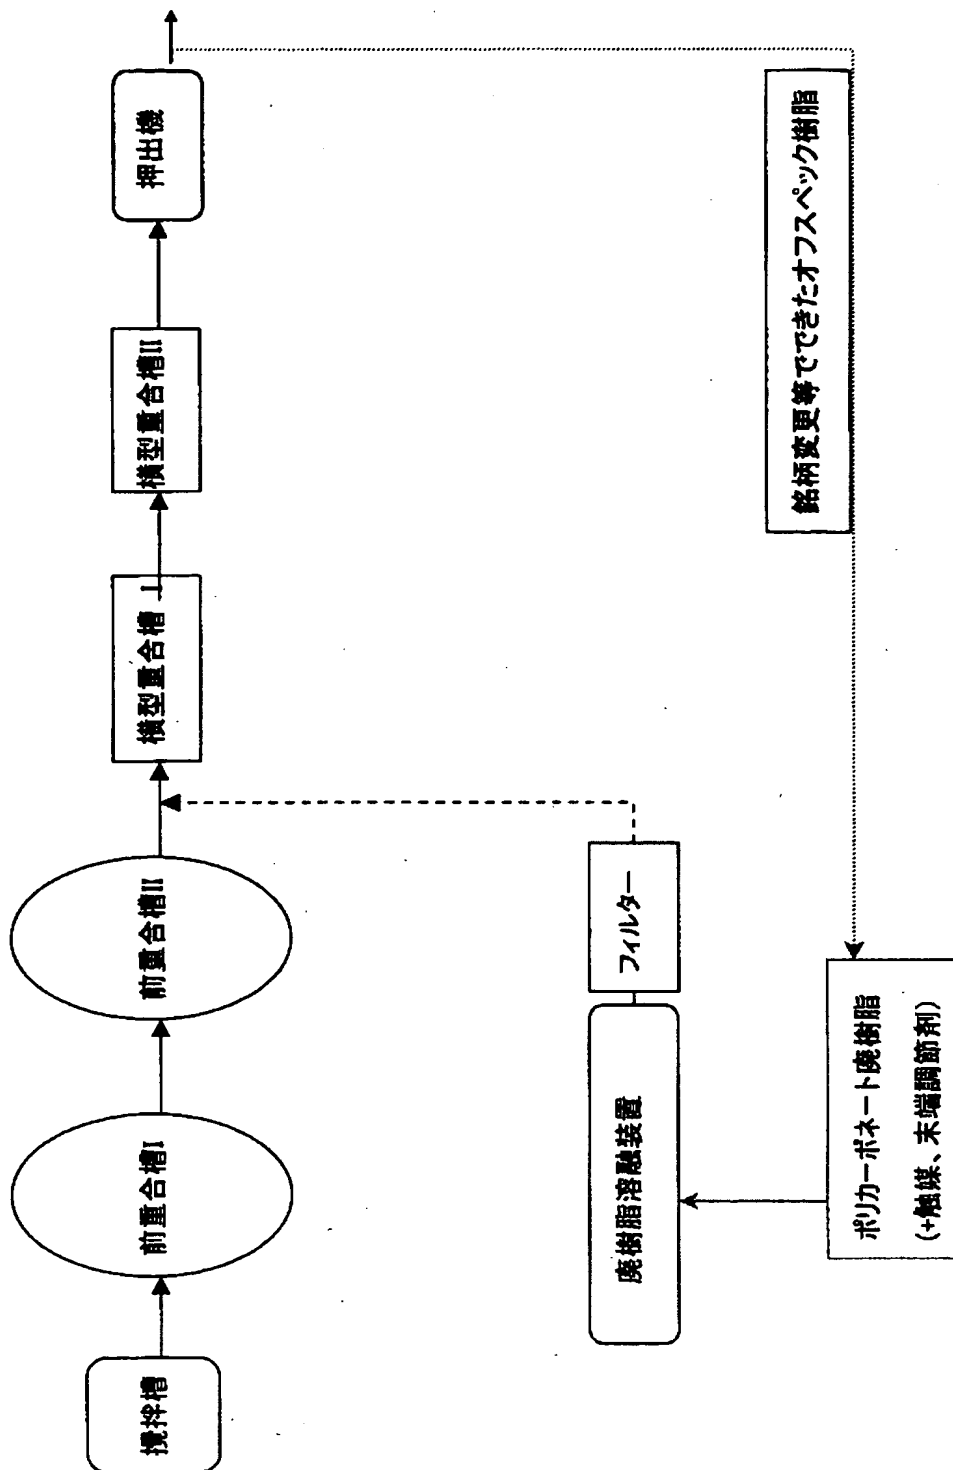 攪拌槽
前重合槽I
前重合槽II
横型重合槽 I
横型重合槽II
押出機
廃樹脂溶融装置
フィルター
銘柄変更等でできたオフスペック樹脂
ポリカーボネート廃樹脂
(+触媒、末端調節剤)